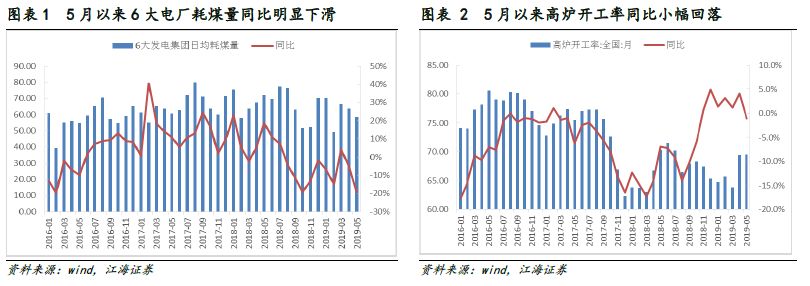 图表 1 5 月以来 6 大电厂耗煤量同比明显下滑
6大发电集团日均耗煤量 同比
90.00 80.00 70.00 60.00 50.00 40.00 30.00 20.00 10.00 0.00
50% 40% 30% 20% 10% 0% -10% -20% -30%
2016-01 2016-03 2016-05 2016-07 2016-09 2016-11 2017-01 2017-03 2017-05 2017-07 2017-09 2017-11 2018-01 2018-03 2018-05 2018-07 2018-09 2018-11 2019-01 2019-03 2019-05
资料来源：wind, 江海证券
图表 2 5 月以来高炉开工率同比小幅回落
高炉开工率:全国:月 同比
85.00 80.00 75.00 70.00 65.00 60.00
10.0% 5.0% 0.0% -5.0% -10.0% -15.0% -20.0%
2016-01 2016-03 2016-05 2016-07 2016-09 2016-11 2017-01 2017-03 2017-05 2017-07 2017-09 2017-11 2018-01 2018-03 2018-05 2018-07 2018-09 2018-11 2019-01 2019-03 2019-05
资料来源：wind, 江海证券